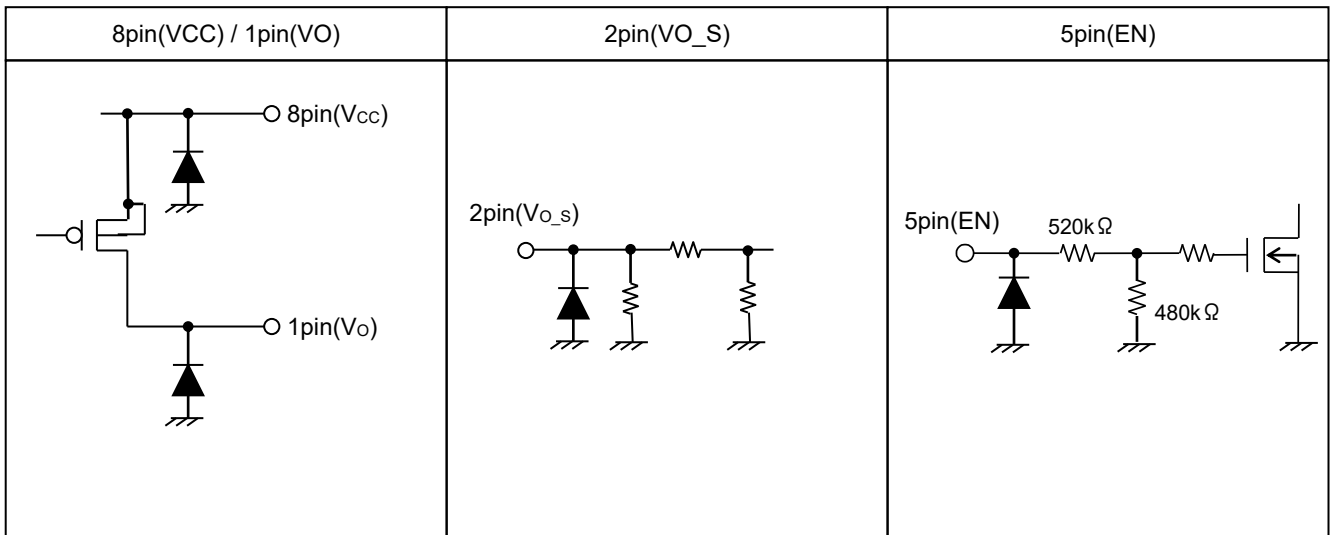 8pin(VCC) / 1pin(VO)
2pin(VO_S)
5pin(EN)
8pin(VCC)
1pin(VO)
2pin(VO_S)
5pin(EN)
520kΩ
480kΩ